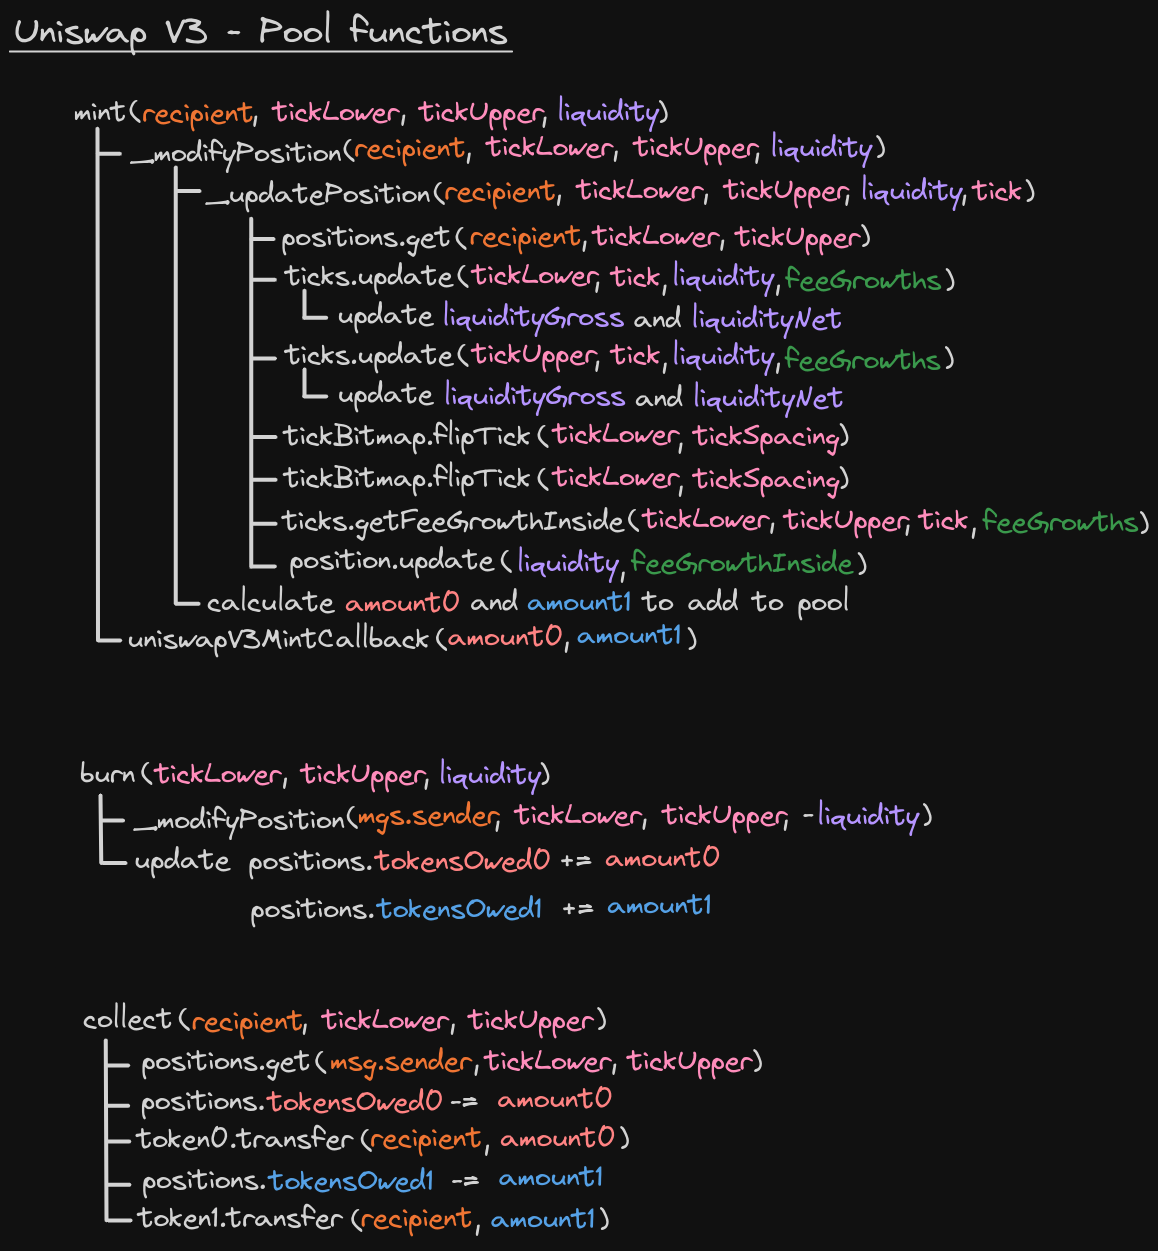 Uniswap V3 - Pool functions
mint(recipient, tickLower, tickUpper, liquidity)
_modifyPosition(recipient, tickLower, tickUpper, liquidity)
_updatePosition(recipient, tickLower, tickUpper, liquidity, tick)
positions.get(recipient, tickLower, tickUpper)
ticks.update(tickLower, tick, liquidity, feeGrowths)
update liquidityGross and liquidityNet
ticks.update(tickUpper, tick, liquidity, feeGrowths)
update liquidityGross and liquidityNet
tickBitmap.flipTick(tickLower, tickSpacing)
tickBitmap.flipTick(tickLower, tickSpacing)
ticks.getFeeGrowthInside(tickLower, tickUpper, tick, feeGrowths)
position.update(liquidity, feeGrowthInside)
calculate amount0 and amount1 to add to pool
uniswapV3MintCallback(amount0, amount1)
burn(tickLower, tickUpper, liquidity)
_modifyPosition(mgs.sender, tickLower, tickUpper, -liquidity)
update positions.tokensOwed0 += amount0
positions.tokensOwed1 += amount1
collect(recipient, tickLower, tickUpper)
positions.get(msg.sender, tickLower, tickUpper)
positions.tokensOwed0 -= amount0
token0.transfer(recipient, amount0)
positions.tokensOwed1 -= amount1
token1.transfer(recipient, amount1)